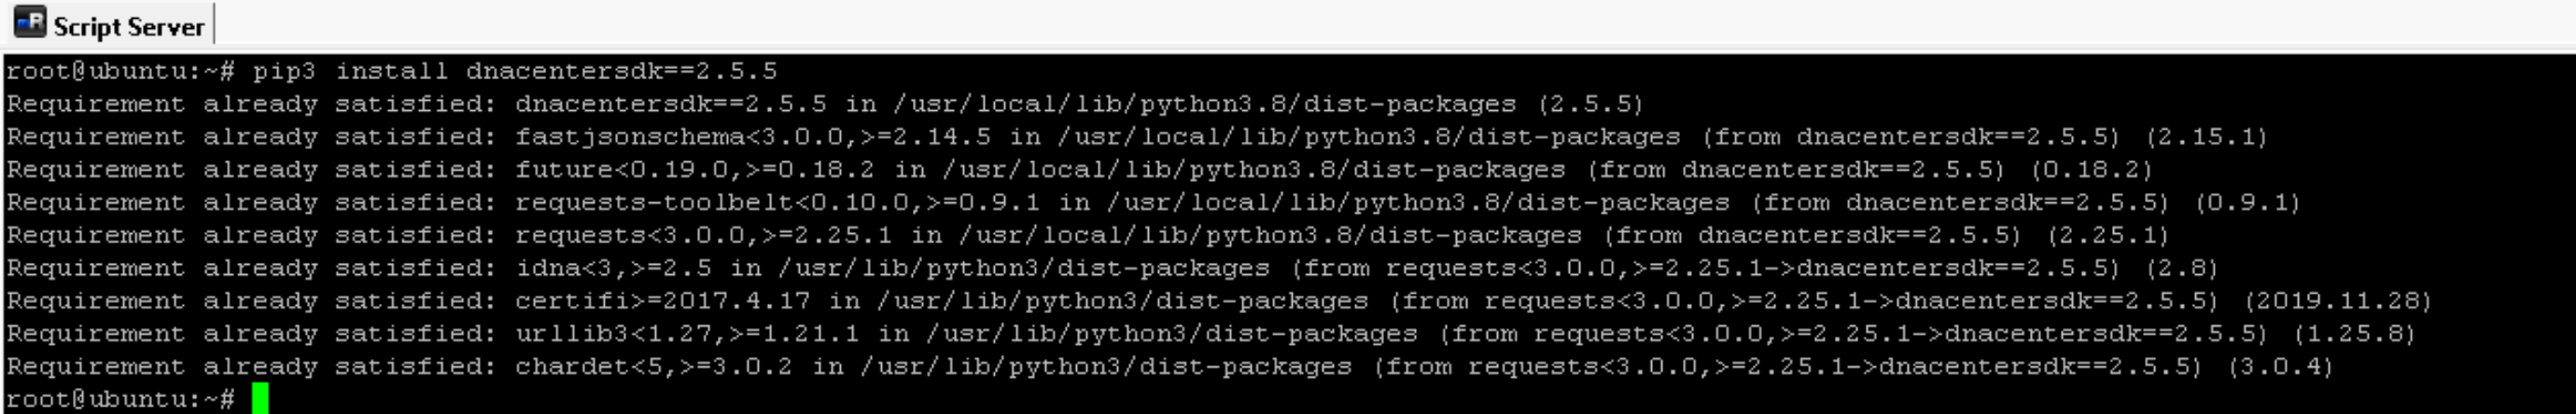 Script Server
root@ubuntu:~# pip3 install dnacentersdk==2.5.5
Requirement already satisfied: dnacentersdk==2.5.5 in /usr/local/lib/python3.8/dist-packages (2.5.5)
Requirement already satisfied: fastjsonschema<3.0.0,>=2.14.5 in /usr/local/lib/python3.8/dist-packages (from dnacentersdk==2.5.5) (2.15.1)
Requirement already satisfied: future<0.19.0,>=0.18.2 in /usr/local/lib/python3.8/dist-packages (from dnacentersdk==2.5.5) (0.18.2)
Requirement already satisfied: requests-toolbelt<0.10.0,>=0.9.1 in /usr/local/lib/python3.8/dist-packages (from dnacentersdk==2.5.5) (0.9.1)
Requirement already satisfied: requests<3.0.0,>=2.25.1 in /usr/local/lib/python3.8/dist-packages (from dnacentersdk==2.5.5) (2.25.1)
Requirement already satisfied: idna<3,>=2.5 in /usr/lib/python3/dist-packages (from requests<3.0.0,>=2.25.1->dnacentersdk==2.5.5) (2.8)
Requirement already satisfied: certifi>=2017.4.17 in /usr/lib/python3/dist-packages (from requests<3.0.0,>=2.25.1->dnacentersdk==2.5.5) (2019.11.28)
Requirement already satisfied: urllib3<1.27,>=1.21.1 in /usr/lib/python3/dist-packages (from requests<3.0.0,>=2.25.1->dnacentersdk==2.5.5) (1.25.8)
Requirement already satisfied: chardet<5,>=3.0.2 in /usr/lib/python3/dist-packages (from requests<3.0.0,>=2.25.1->dnacentersdk==2.5.5) (3.0.4)
root@ubuntu:~#